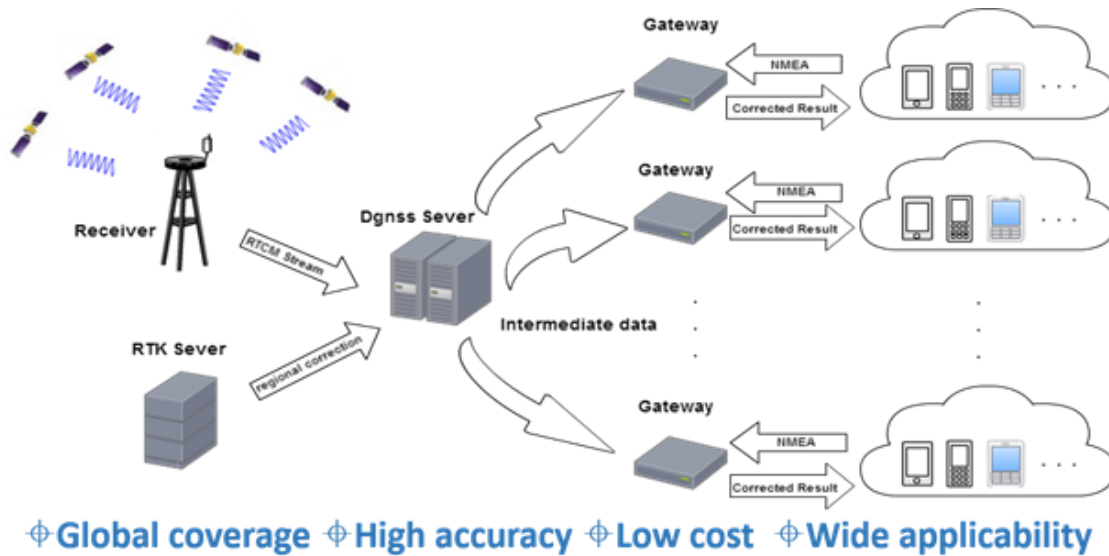 Gateway
NMEA
Corrected Result
. . .
Gateway
NMEA
Corrected Result
. . .
Receiver
Dgnss Sever
RTCM Stream
Intermediate data
RTK Sever
regional correction
Gateway
NMEA
Corrected Result
. . .
Global coverage High accuracy Low cost Wide applicability